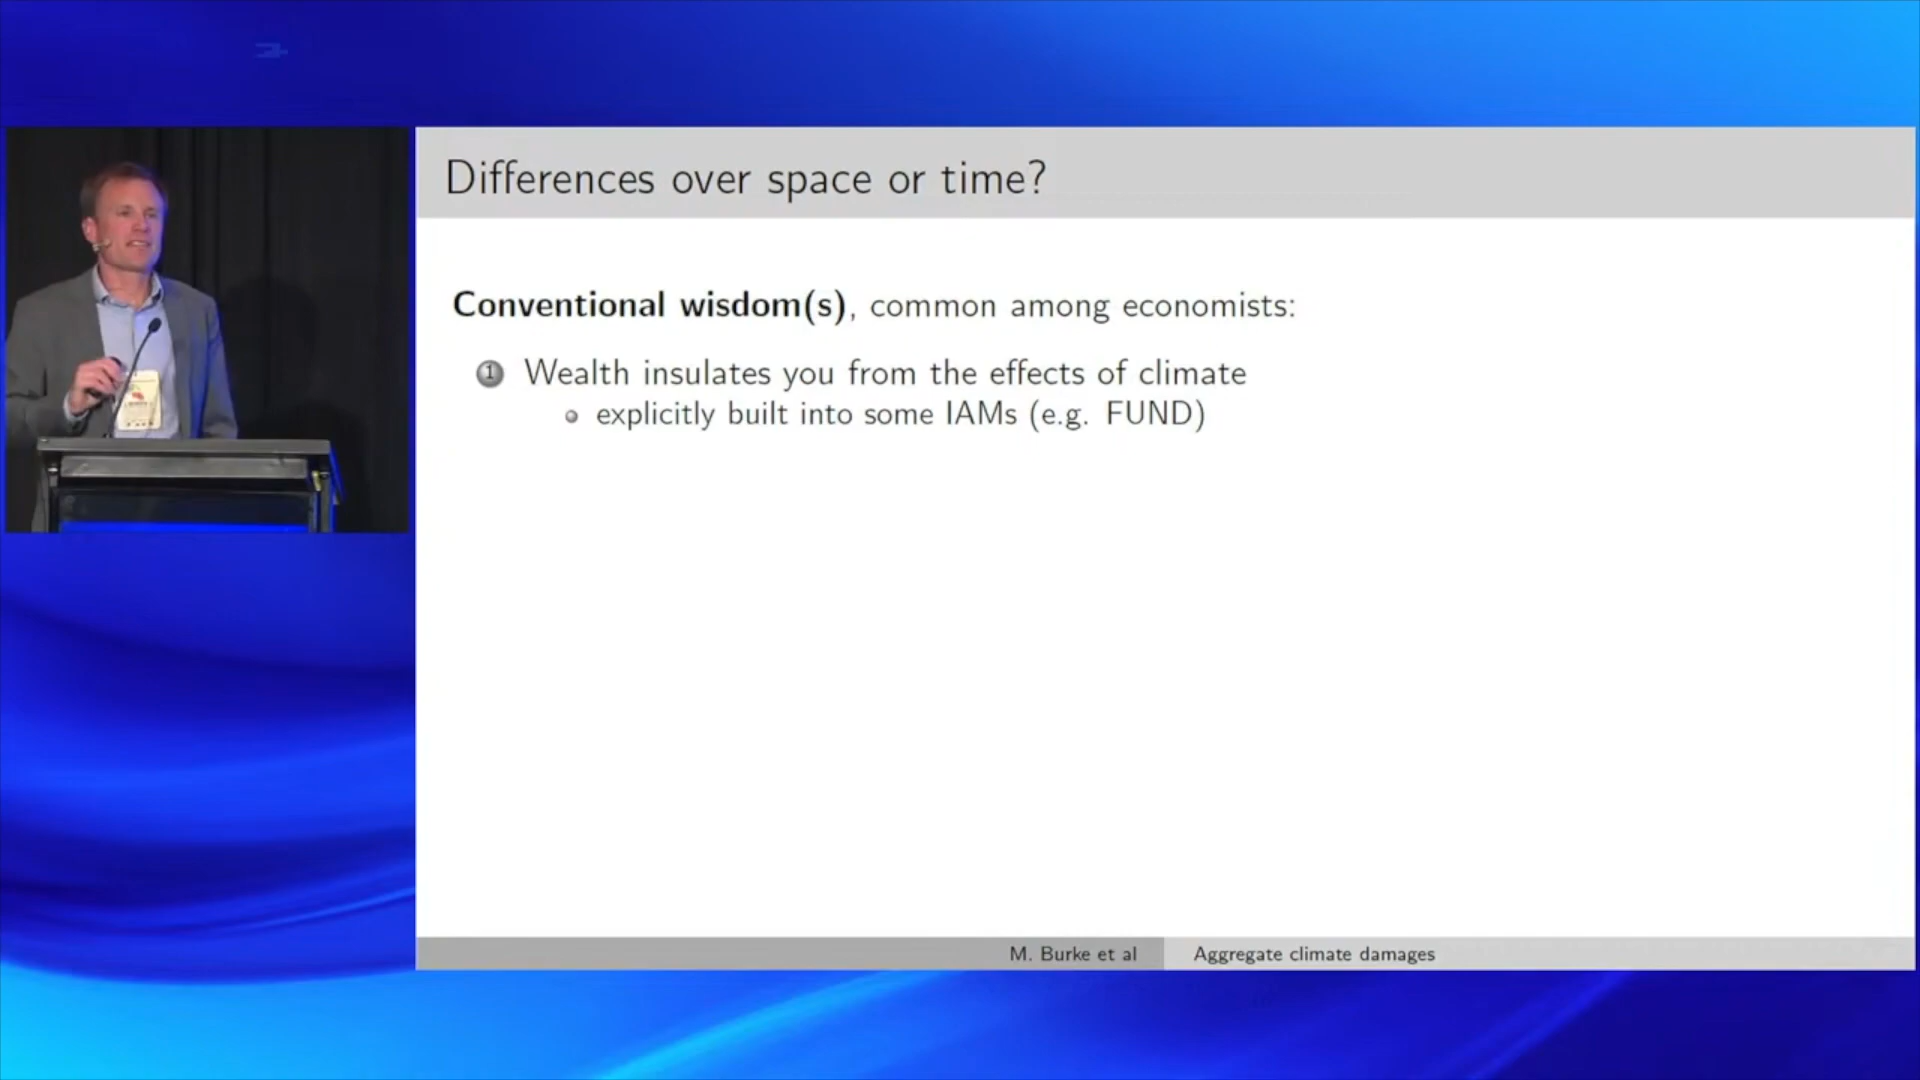 Differences over space or time?
Conventional wisdom(s), common among economists:
1 Wealth insulates you from the effects of climate
explicitly built into some IAMs (e.g. FUND)
M. Burke et al
Aggregate climate damages